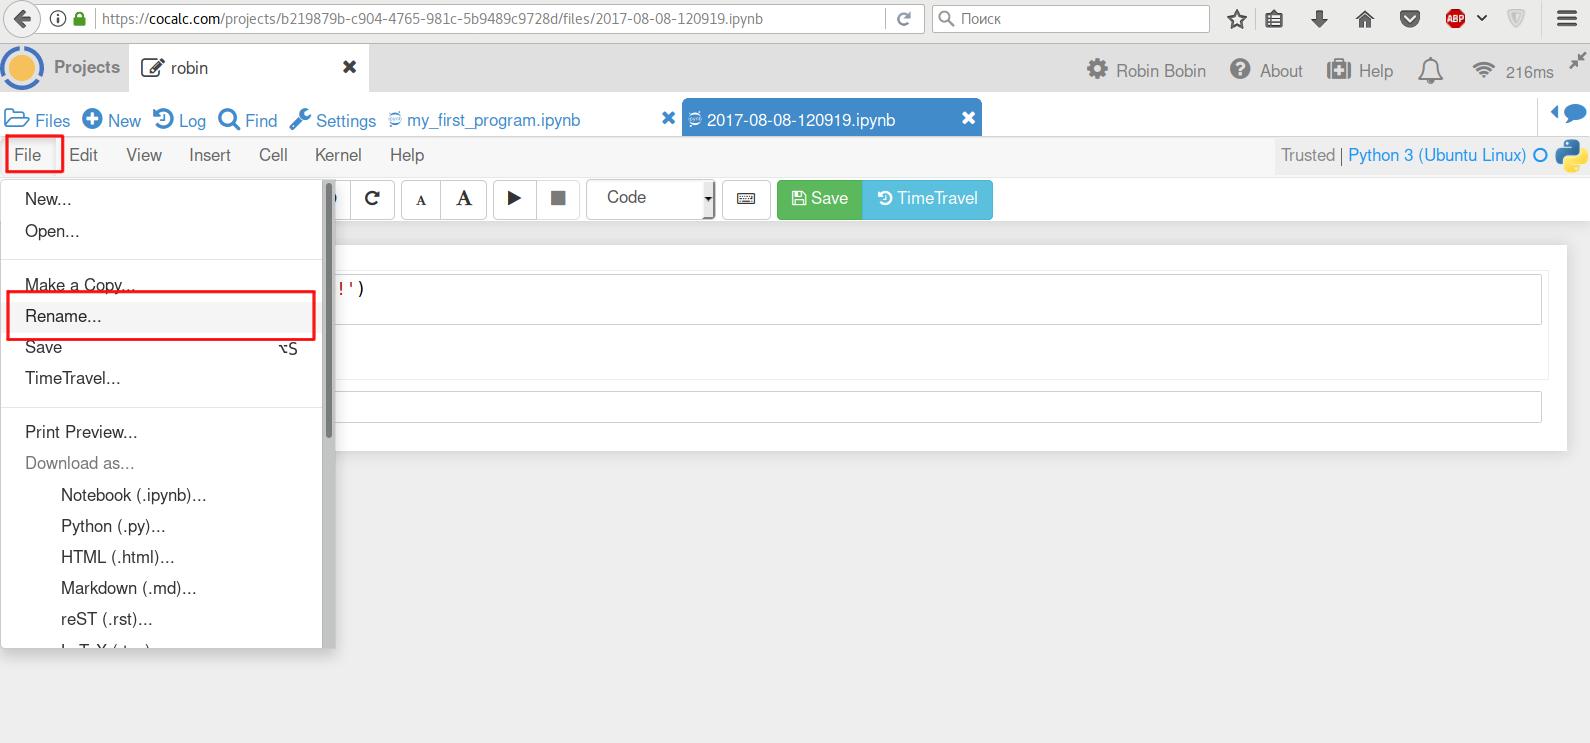 https://cocalc.com/projects/b219879b-c904-4765-981c-5b9489c9728d/files/2017-08-08-120919.ipynb
Поиск
ABP
Projects
robin
Robin Bobin
About
Help
216ms
Files
New
Log
Find
Settings
my_first_program.ipynb
2017-08-08-120919.ipynb
File
Edit
View
Insert
Cell
Kernel
Help
Trusted | Python 3 (Ubuntu Linux)
A
A
Code
Save
TimeTravel
New...
Open...
Make a Copy...
!')
Rename...
Save ⌥S
TimeTravel...
Print Preview...
Download as...
Notebook (.ipynb)...
Python (.py)...
HTML (.html)...
Markdown (.md)...
reST (.rst)...